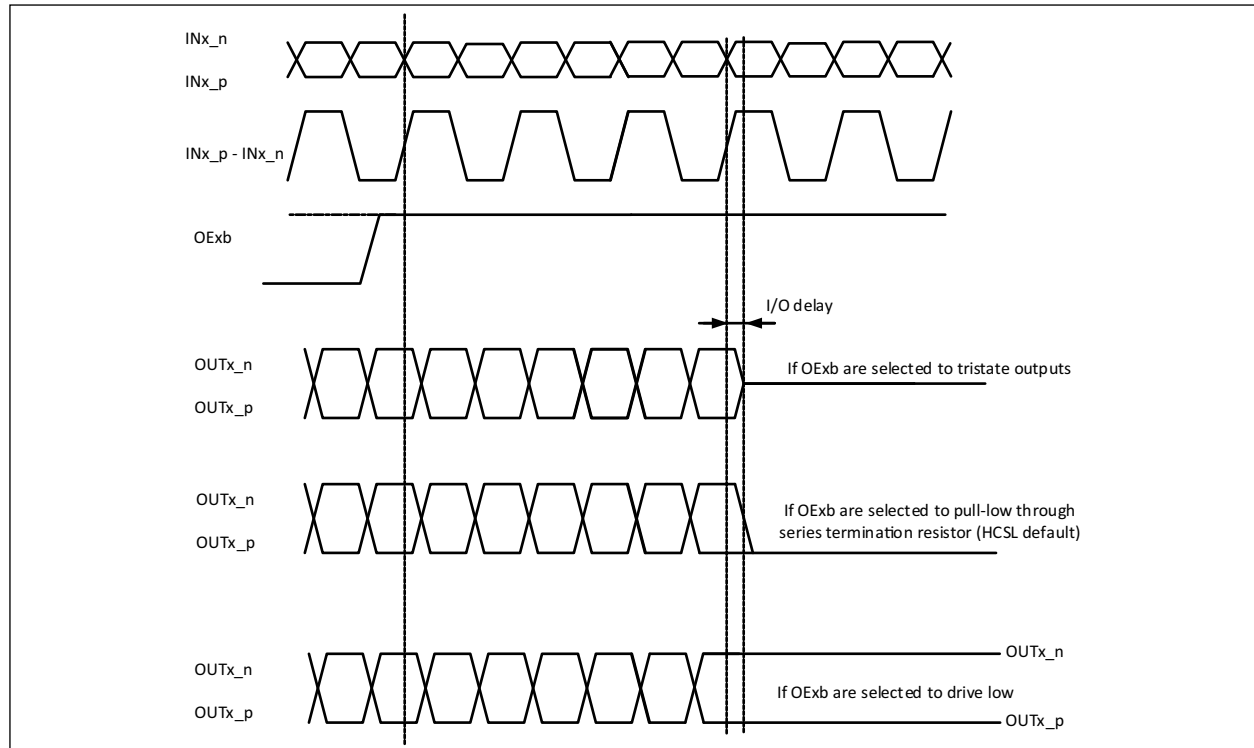 INx_n
INx_p
INx_p - INx_n
OExb
I/O delay
OUTx_n
OUTx_p
If OExb are selected to tristate outputs
OUTx_n
OUTx_p
If OExb are selected to pull-low through
series termination resistor (HCSL default)
OUTx_n
OUTx_p
OUTx_n
If OExb are selected to drive low
OUTx_p